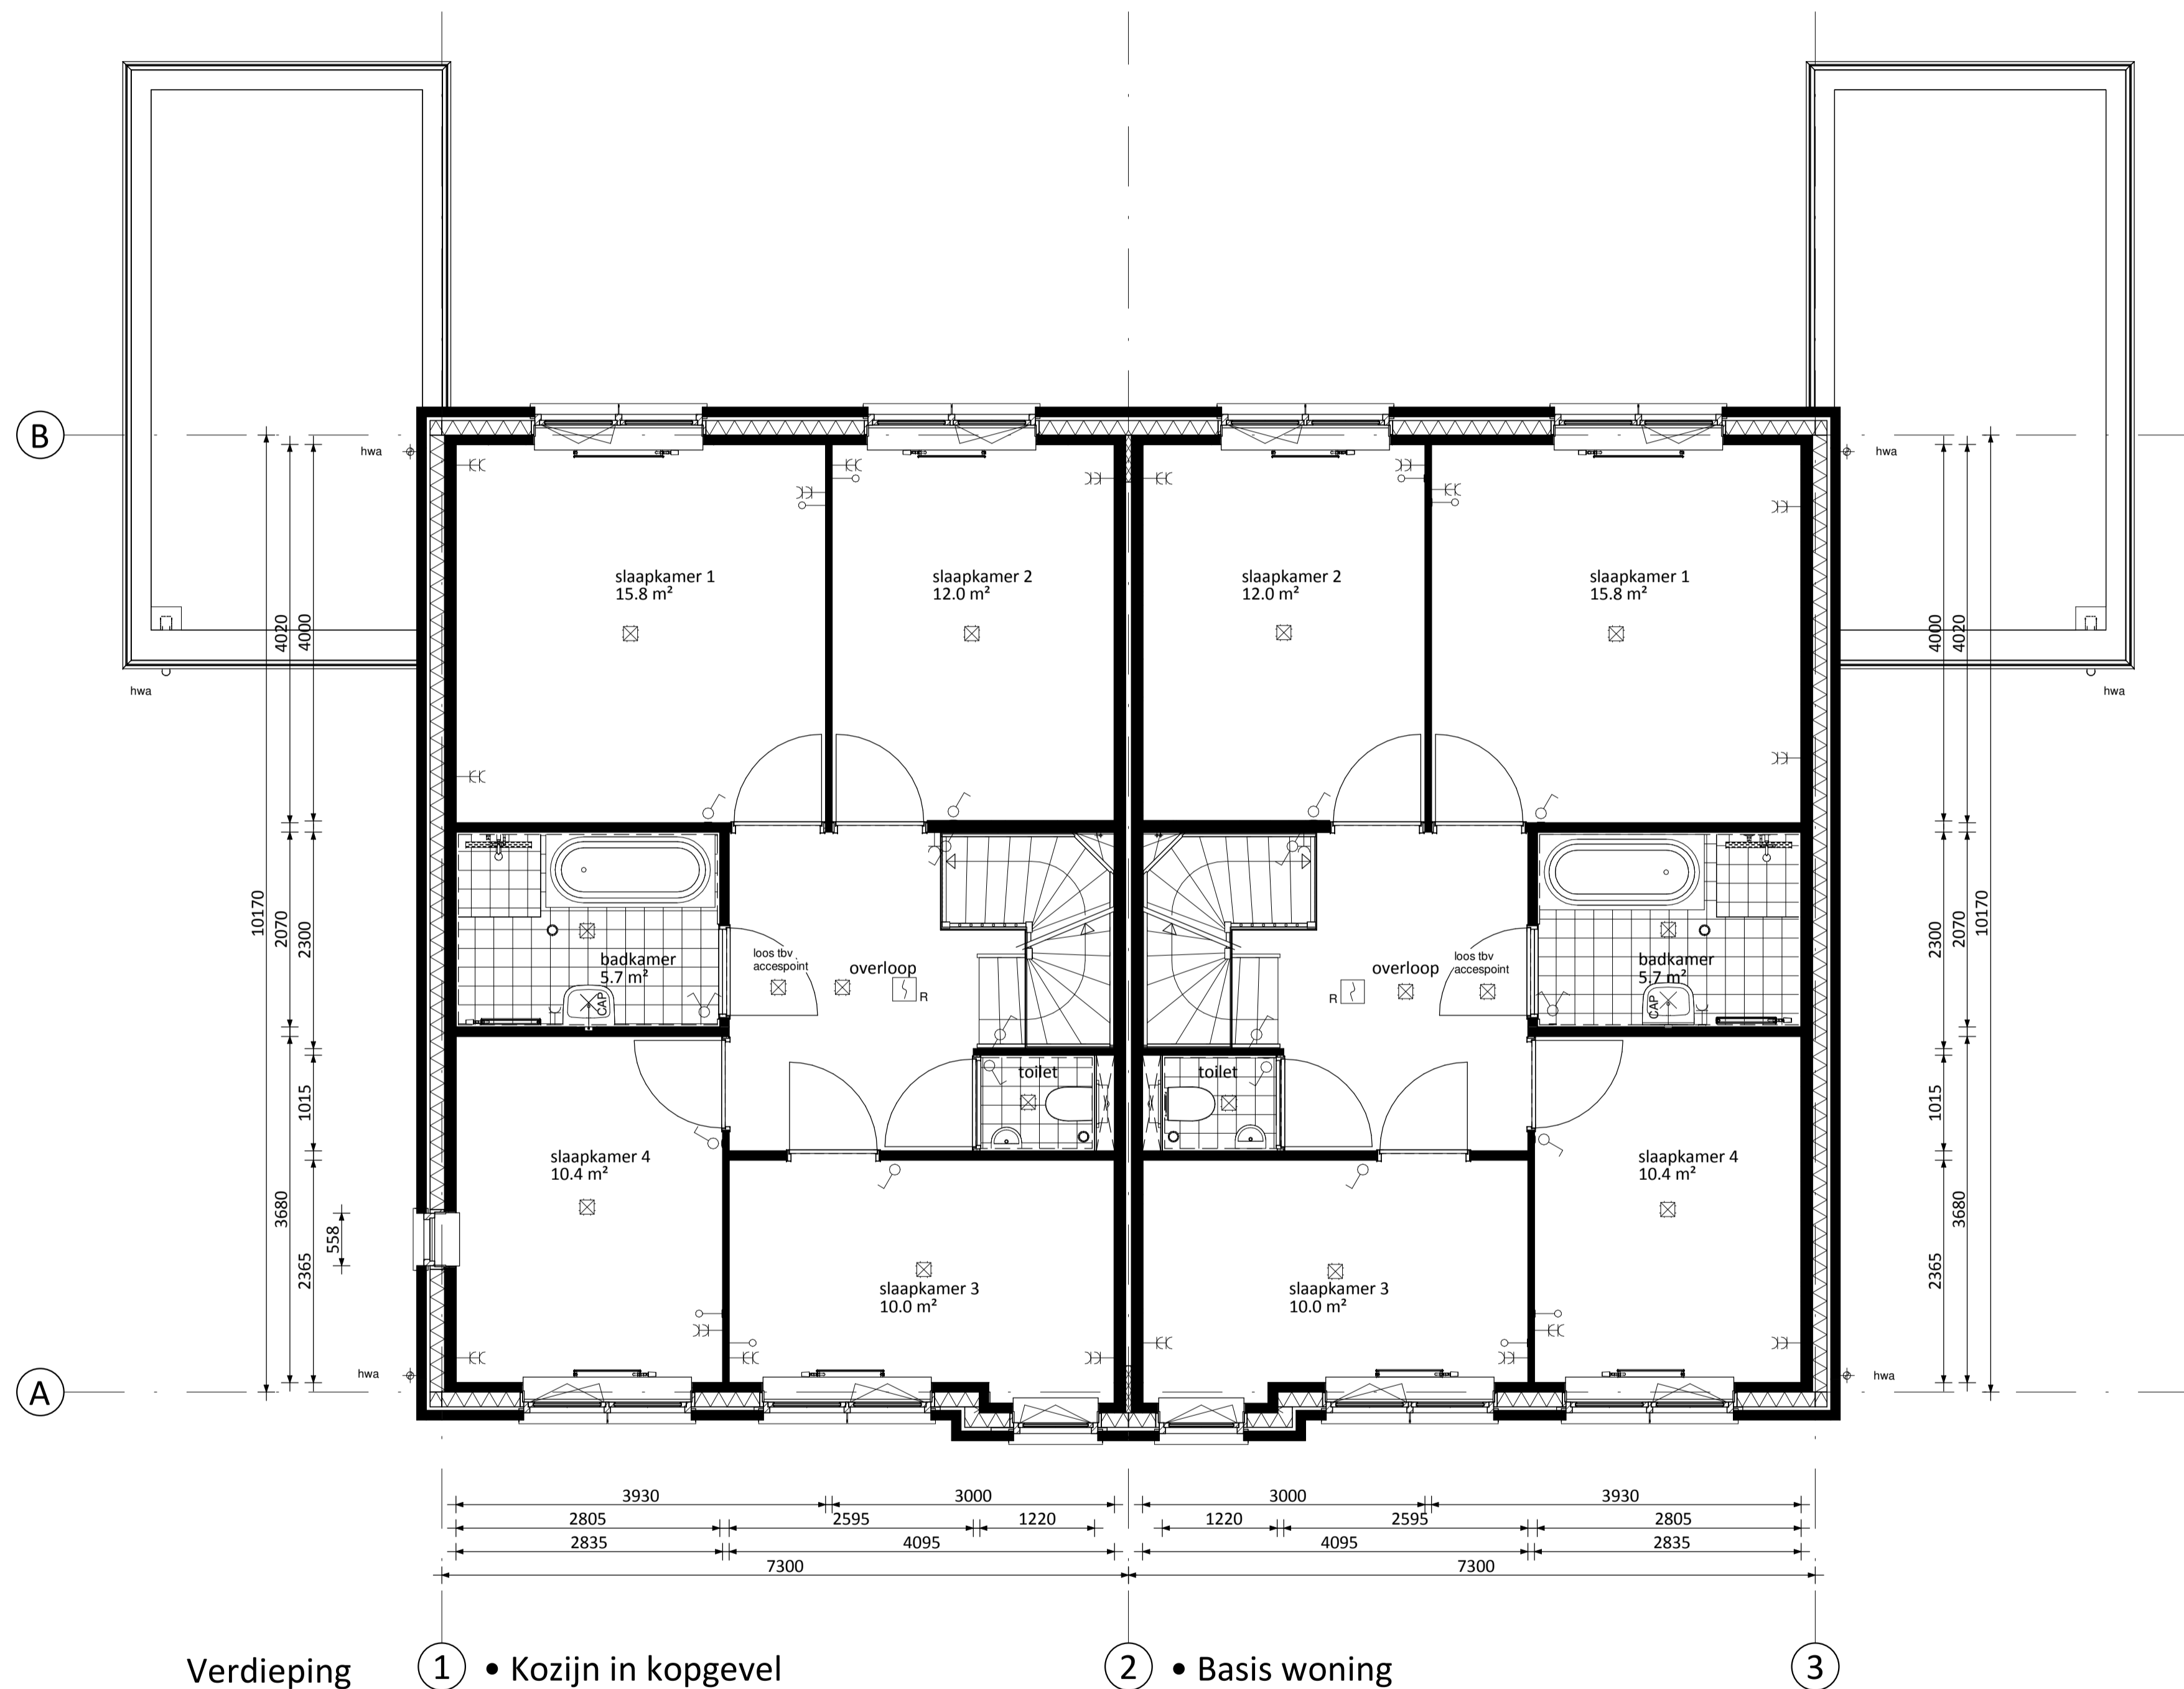 B
hwa
hwa
slaapkamer 1
15.8 m²
slaapkamer 2
12.0 m²
slaapkamer 2
12.0 m²
slaapkamer 1
15.8 m²
hwa
hwa
10170
4020
4000
2070
2300
1015
3680
2365
558
4000
4020
2300
2070
10170
1015
3680
2365
badkamer
5.7 m²
CAP
loos tbv
accespoint
overloop
R
overloop
R
loos tbv
accespoint
badkamer
5.7 m²
CAP
toilet
toilet
slaapkamer 4
10.4 m²
slaapkamer 3
10.0 m²
slaapkamer 3
10.0 m²
slaapkamer 4
10.4 m²
hwa
hwa
A
3930 3000 3000 3930
2805 2595 1220 1220 2595 2805
2835 4095 4095 2835
7300 7300
Verdieping
1 • Kozijn in kopgevel
2 • Basis woning
3